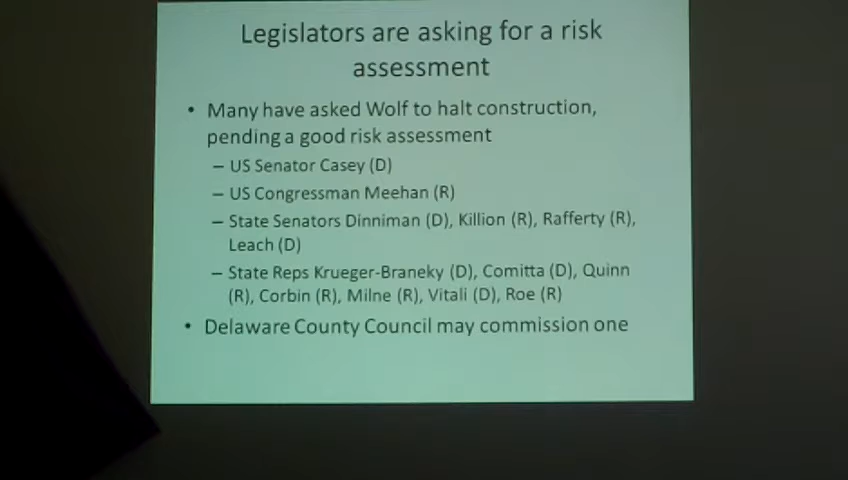 Legislators are asking for a risk
assessment
• Many have asked Wolf to halt construction,
pending a good risk assessment
– US Senator Casey (D)
– US Congressman Meehan (R)
– State Senators Dinniman (D), Killion (R), Rafferty (R),
Leach (D)
– State Reps Krueger-Braneky (D), Comitta (D), Quinn
(R), Corbin (R), Milne (R), Vitali (D), Roe (R)
• Delaware County Council may commission one